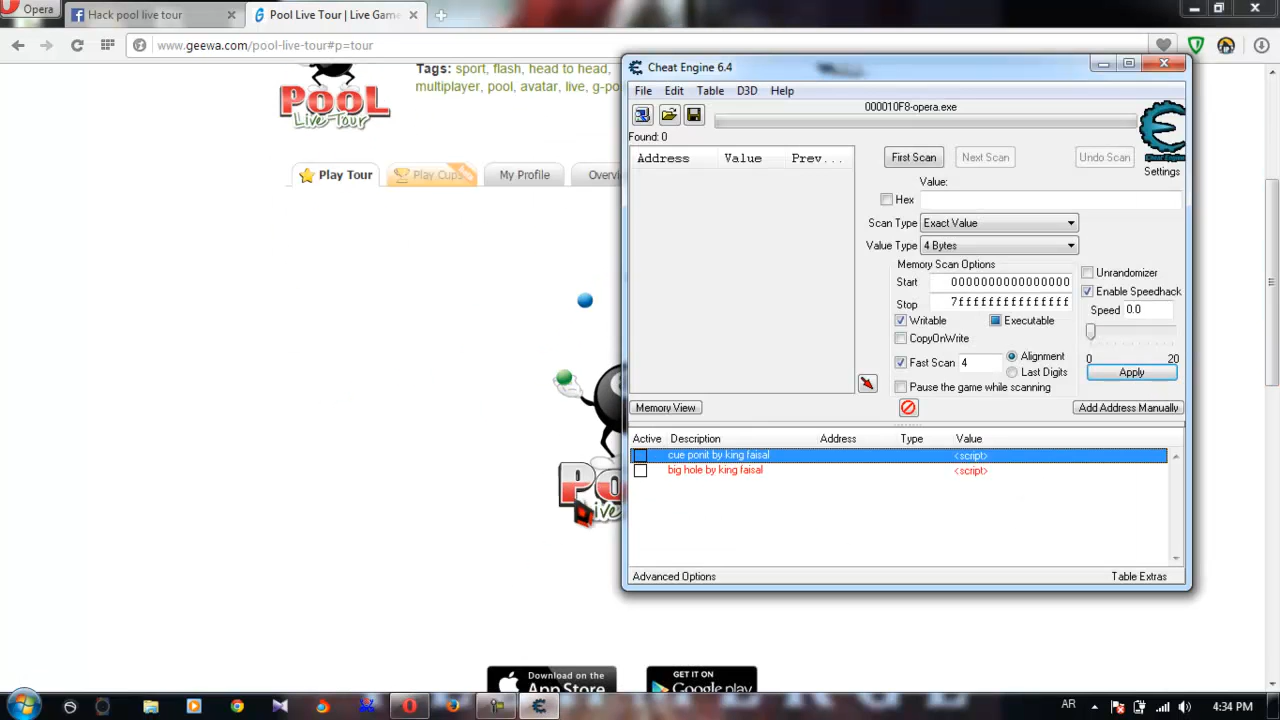 Opera
Hack pool live tour
Pool Live Tour | Live Game
www.geewa.com/pool-live-tour#p=tour
Tags: sport, flash, head to head,
multiplayer, pool, avatar, live, g-po
POOL
Live Tour
Play Tour
Play Cups
My Profile
Overvi
Cheat Engine 6.4
File Edit Table D3D Help
000010F8-opera.exe
Found: 0
Address Value Prev...
First Scan Next Scan Undo Scan
Cheat Engine
Settings
Value:
Hex
Scan Type Exact Value
Value Type 4 Bytes
Memory Scan Options
Start 0000000000000000
Stop 7fffffffffffffff
Writable Executable
CopyOnWrite
Fast Scan 4 Alignment
Last Digits
Pause the game while scanning
Unrandomizer
Enable Speedhack
Speed 0.0
0 20
Apply
Memory View
Add Address Manually
Active Description Address Type Value
cue ponit by king faisal <script>
big hole by king faisal <script>
Advanced Options
Table Extras
Download on the
App Store
GET IT ON
Google play
AR
4:34 PM